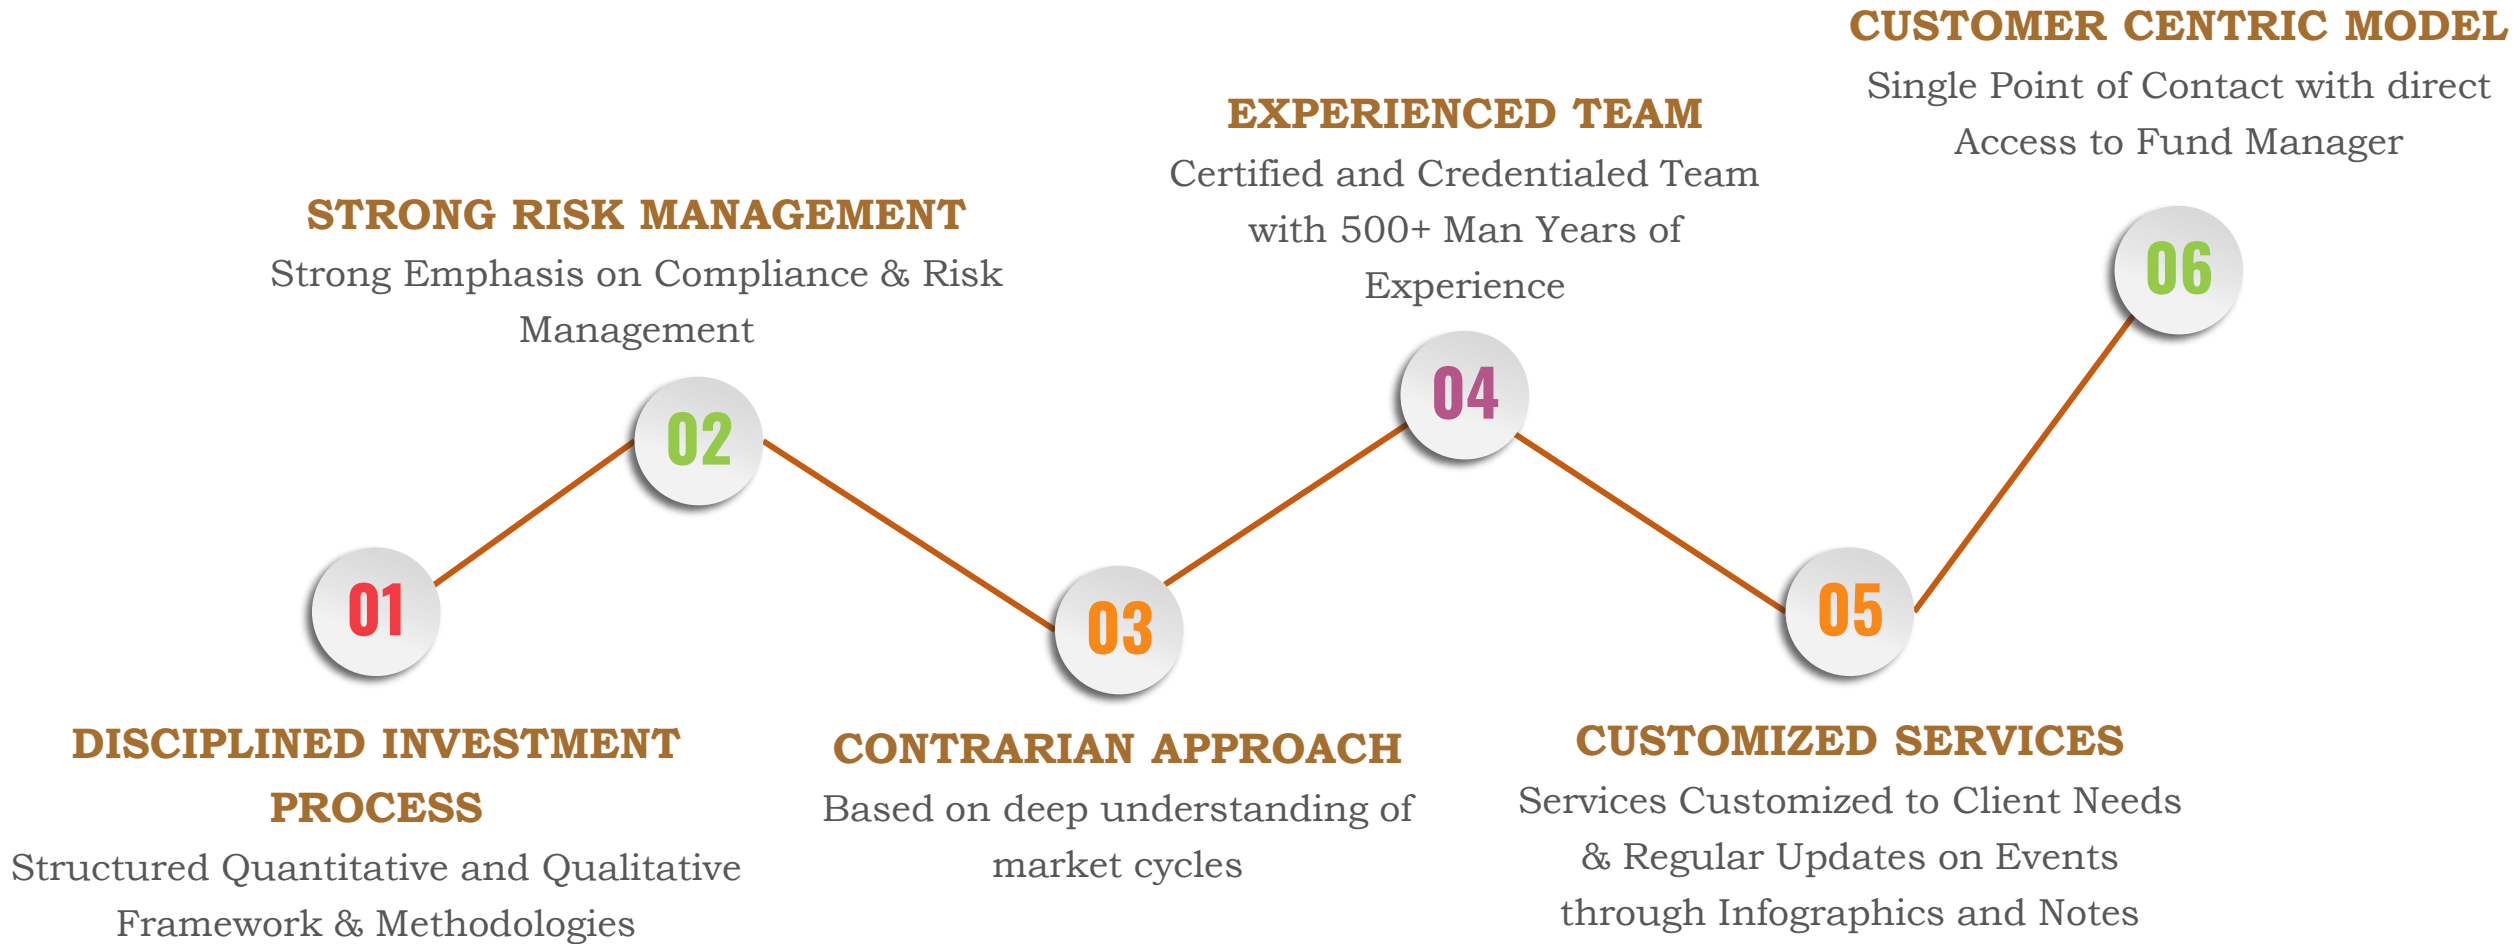 01
DISCIPLINED INVESTMENT
PROCESS
Structured Quantitative and Qualitative
Framework & Methodologies
STRONG RISK MANAGEMENT
Strong Emphasis on Compliance & Risk
Management
02
03
CONTRARIAN APPROACH
Based on deep understanding of
market cycles
EXPERIENCED TEAM
Certified and Credentialed Team
with 500+ Man Years of
Experience
04
05
CUSTOMIZED SERVICES
Services Customized to Client Needs
& Regular Updates on Events
through Infographics and Notes
CUSTOMER CENTRIC MODEL
Single Point of Contact with direct
Access to Fund Manager
06